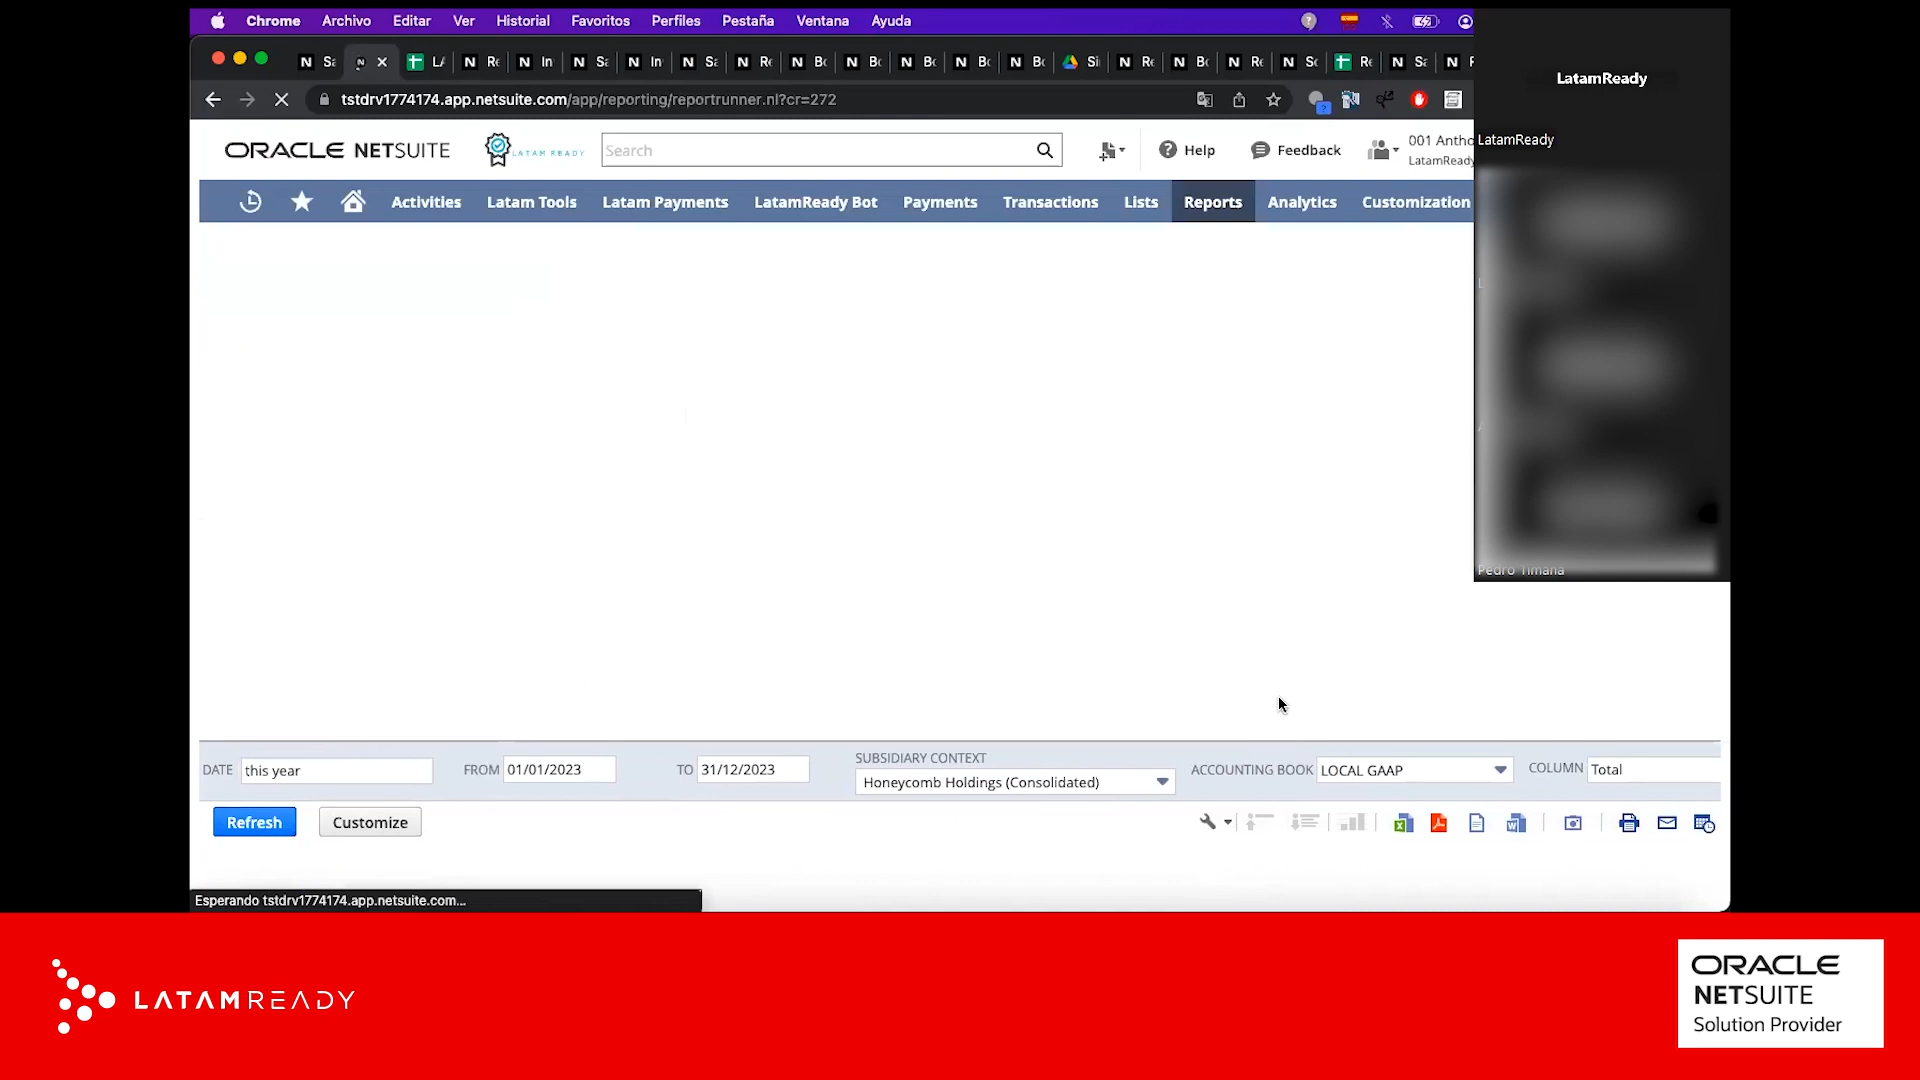 Chrome Archivo Editar Ver Historial Favoritos Perfiles Pestaña Ventana Ayuda
tstdrv1774174.app.netsuite.com/app/reporting/reportrunner.nl?cr=272
LatamReady
LatamReady
ORACLE NETSUITE LATAM READY Search Help Feedback 001 Antho
LatamReady
Activities Latam Tools Latam Payments LatamReady Bot Payments Transactions Lists Reports Analytics Customization
Pedro Timana
DATE this year FROM 01/01/2023 TO 31/12/2023 SUBSIDIARY CONTEXT Honeycomb Holdings (Consolidated) ACCOUNTING BOOK LOCAL GAAP COLUMN Total
Refresh Customize
Esperando tstdrv1774174.app.netsuite.com...
LATAMREADY
ORACLE
NETSUITE
Solution Provider